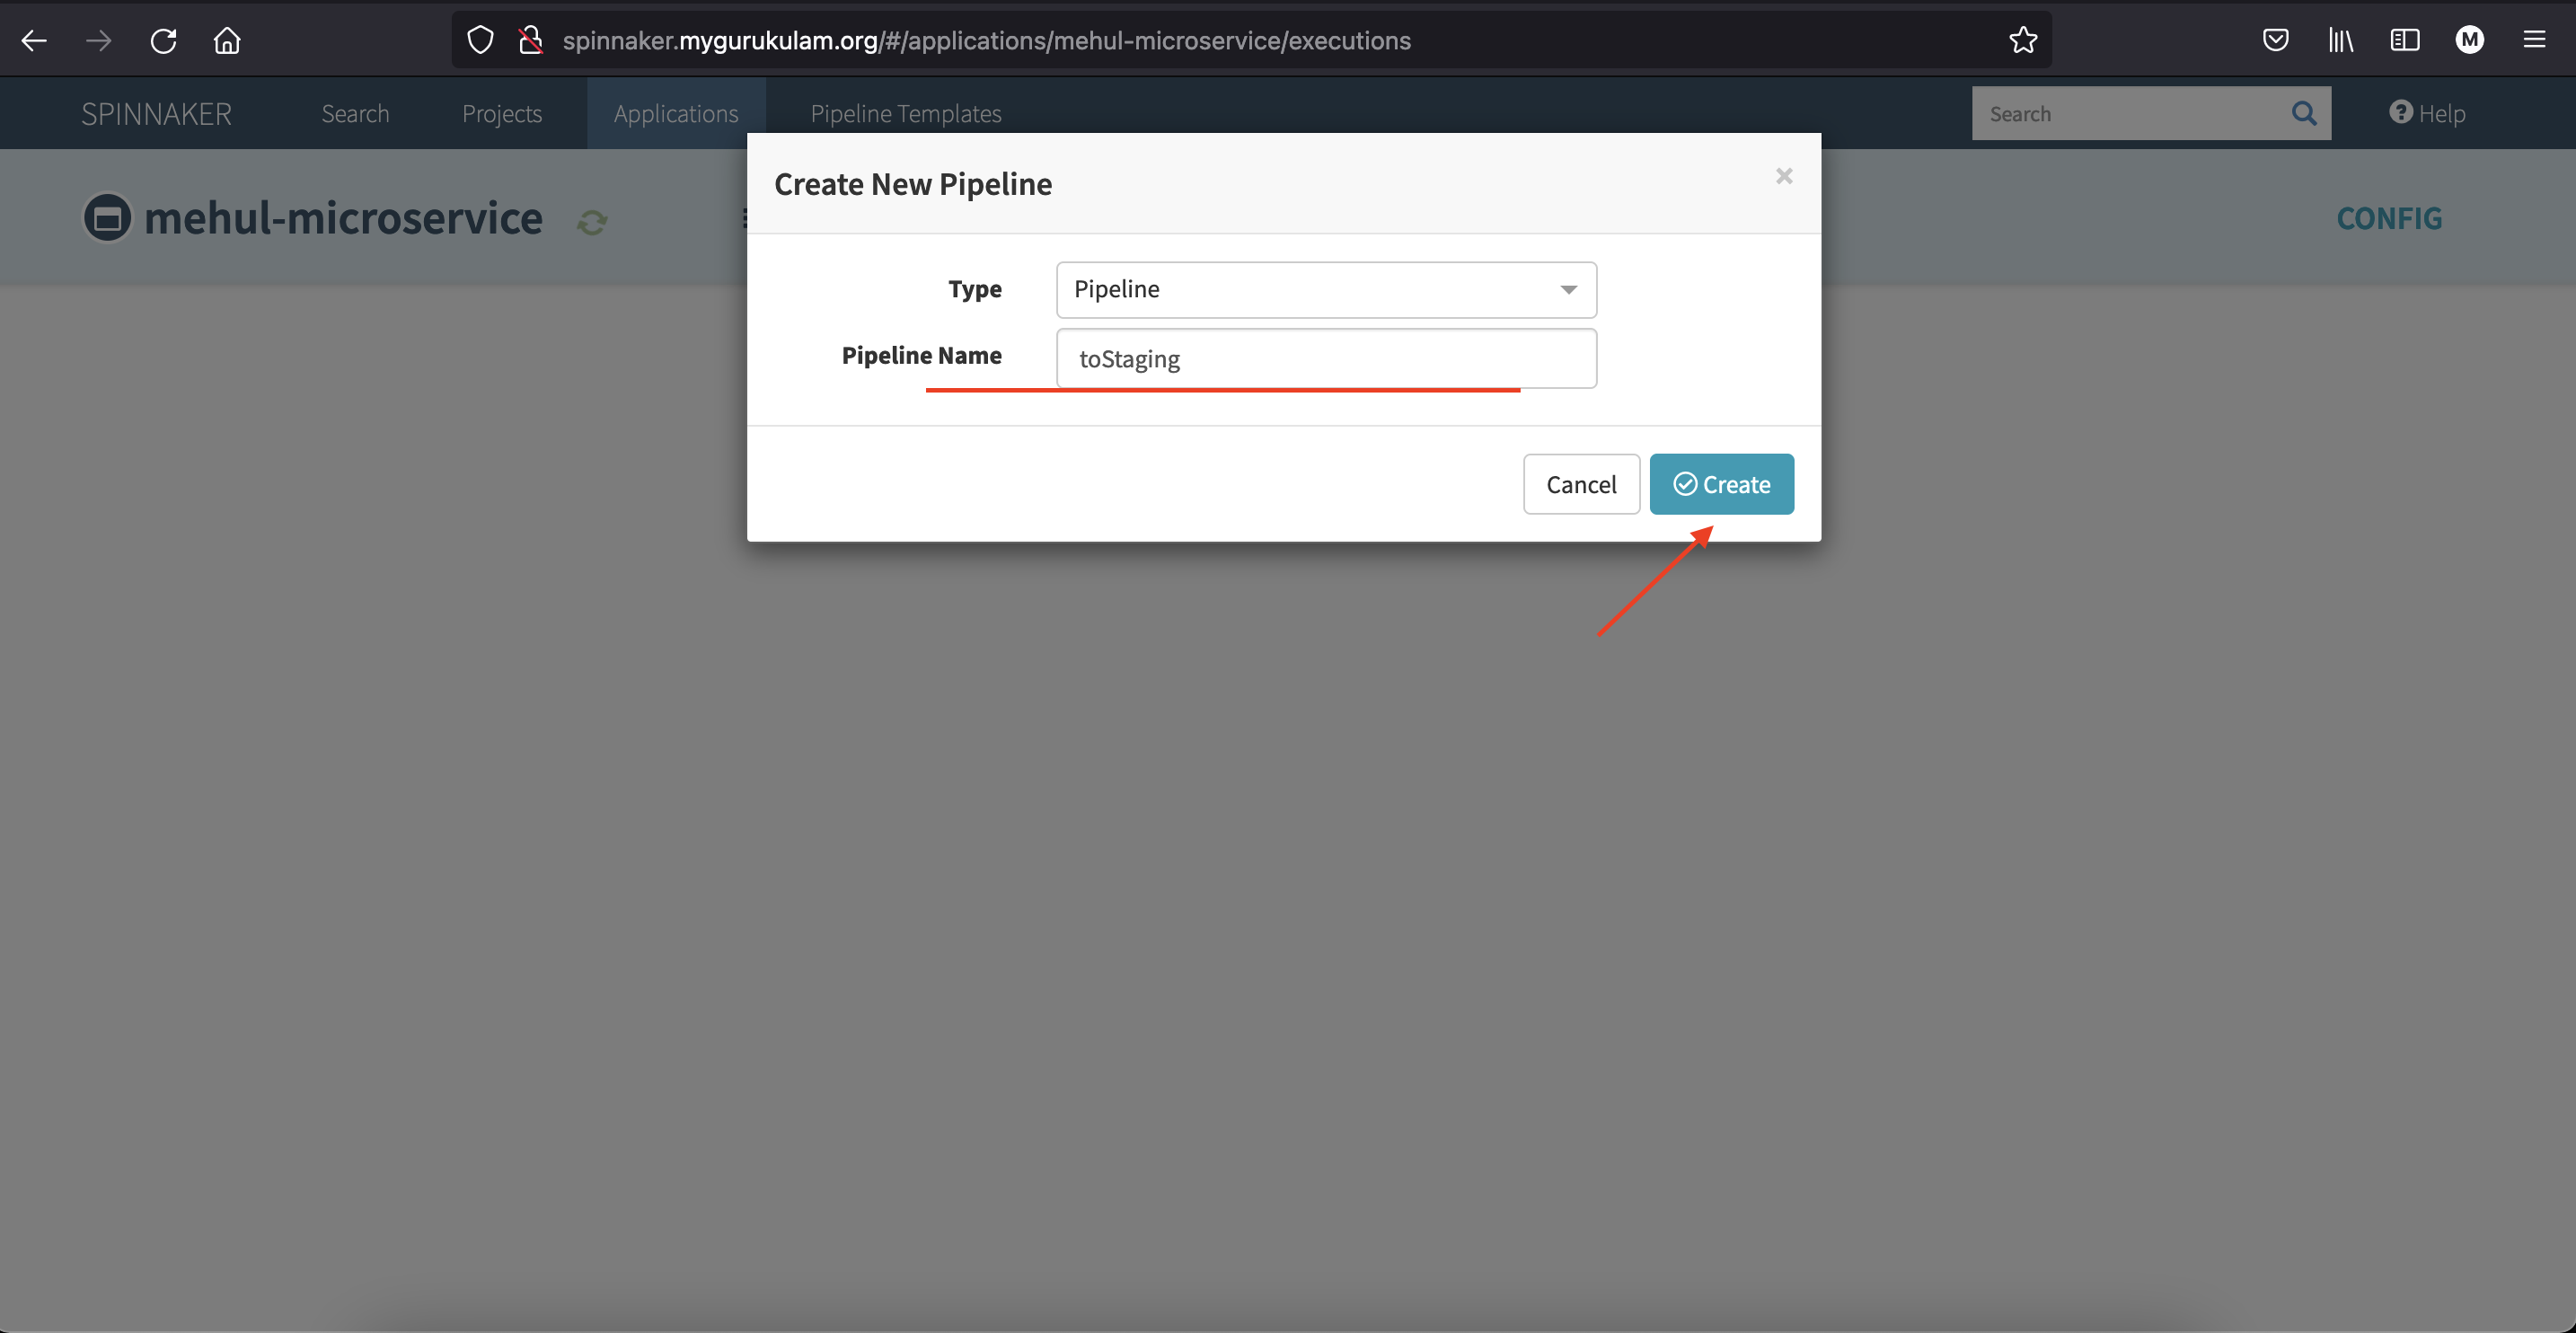 spinnaker.mygurukulam.org/#/applications/mehul-microservice/executions
M
SPINNAKER Search Projects Applications Pipeline Templates Search Help
mehul-microservice CONFIG
Create New Pipeline
Type Pipeline
Pipeline Name toStaging
Cancel Create